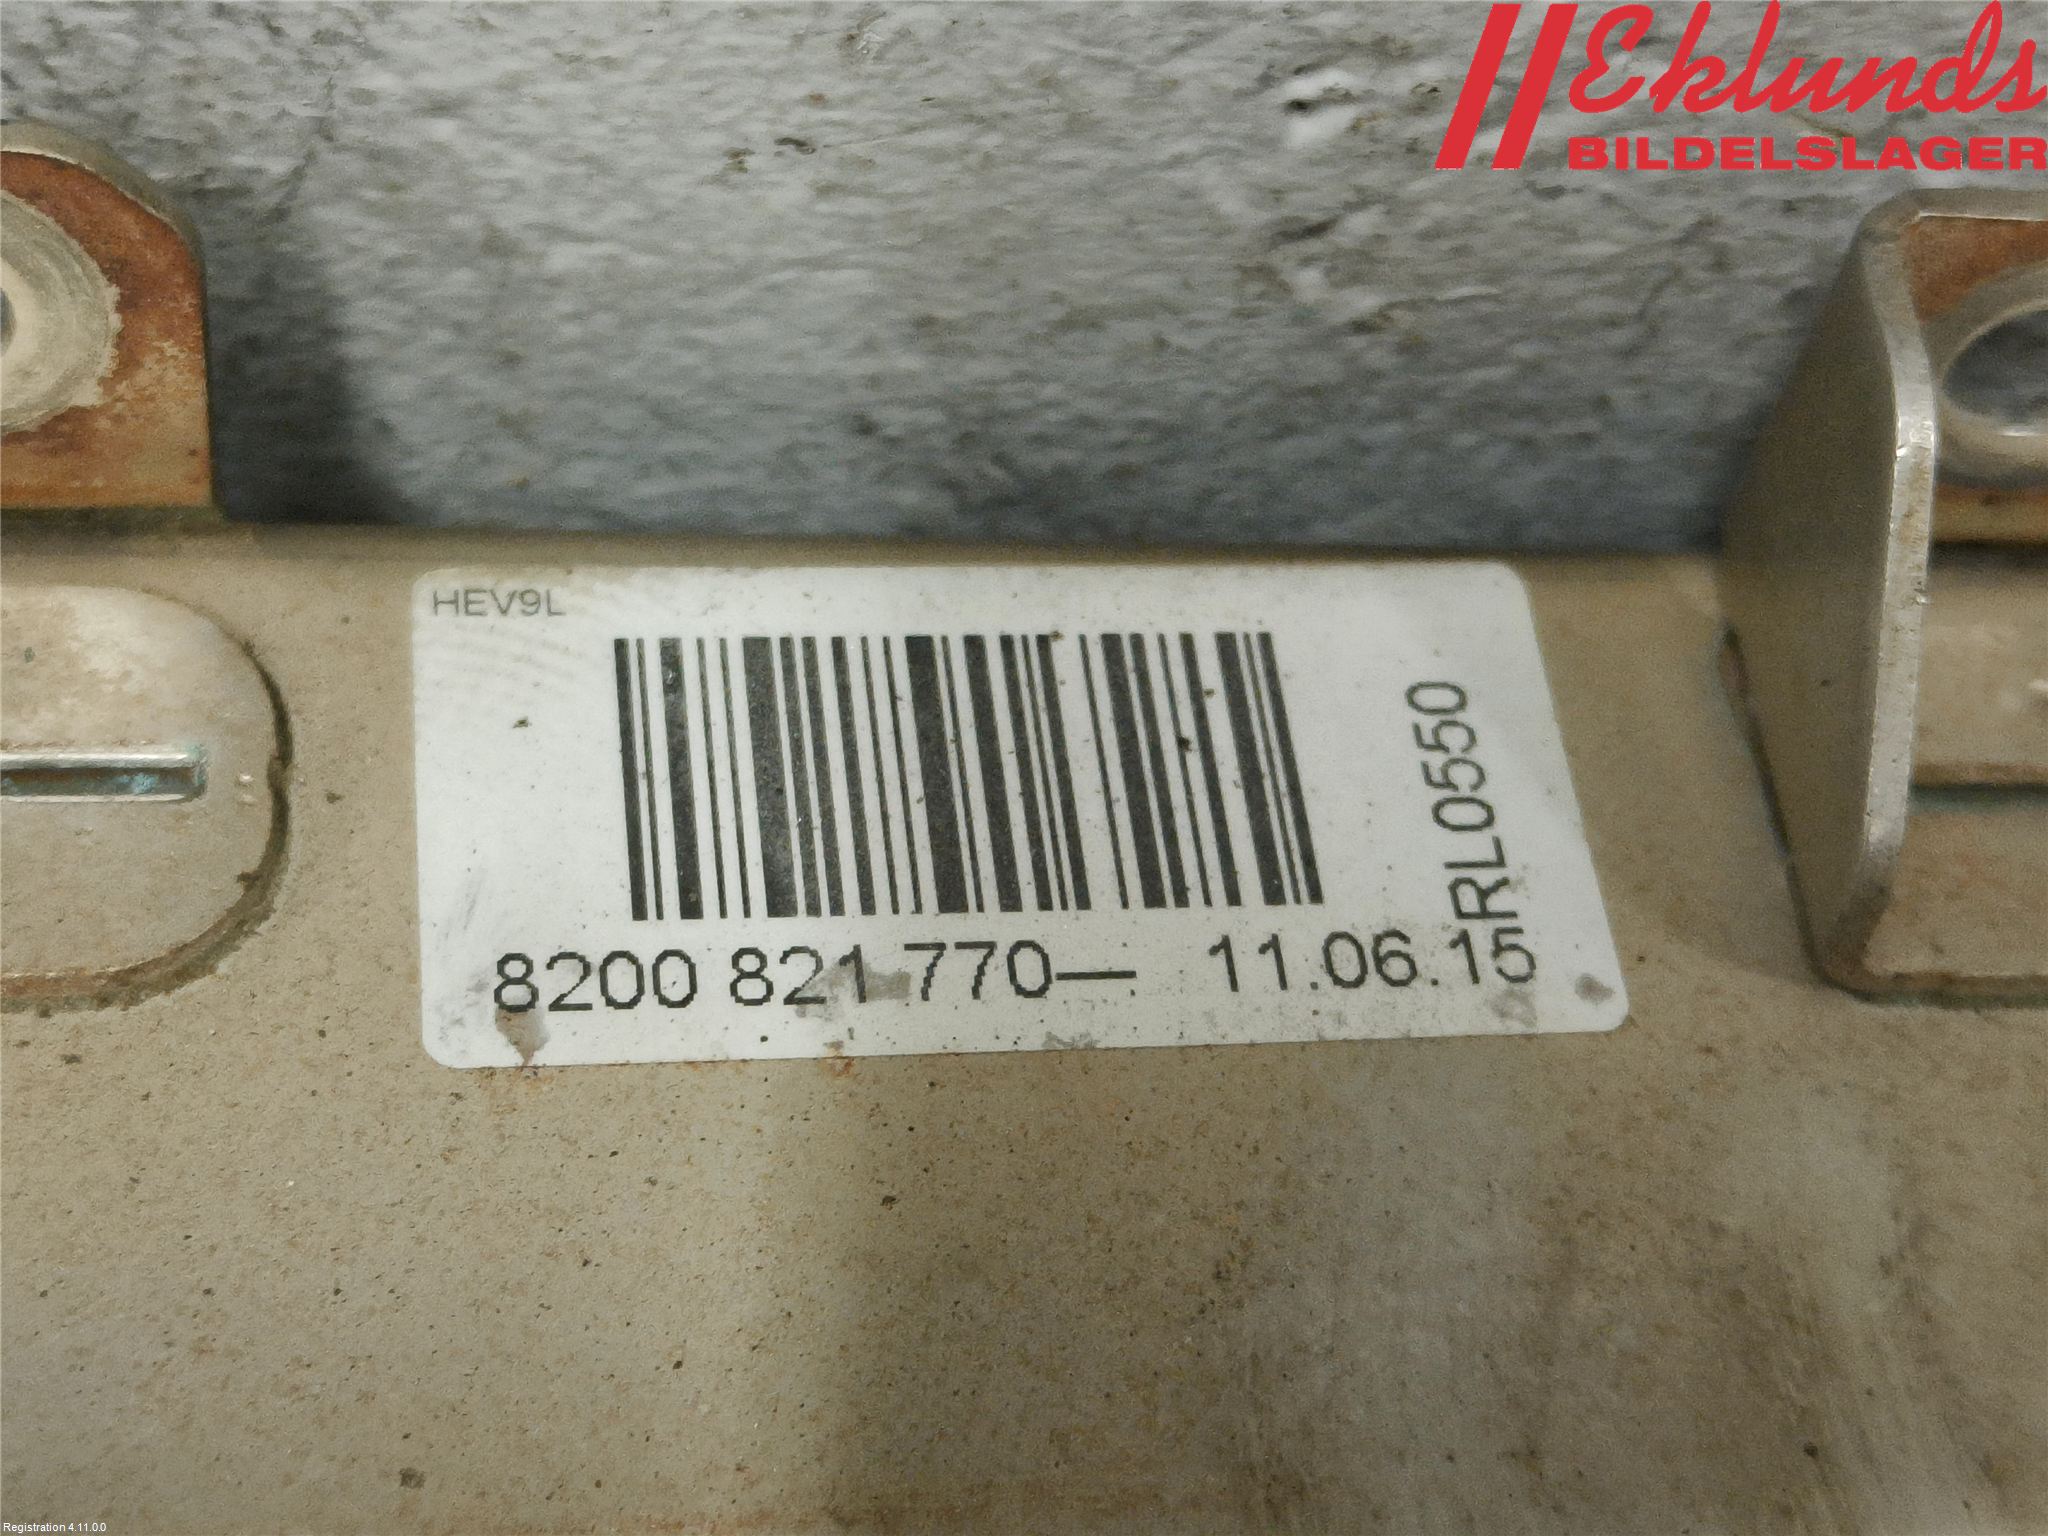 Eklunds
BILDELSLAGER
HEV9L
RL0550
8200 821 770— 11.06.15
Registration 4.11.0.0